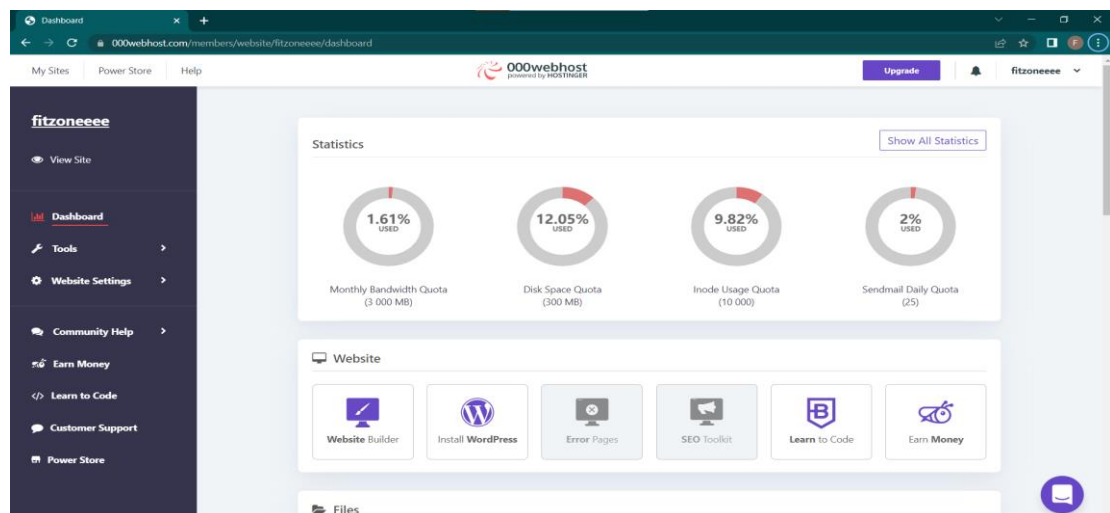 Dashboard
000webhost.com/members/website/fitzoneeee/dashboard
F
My Sites Power Store Help
000webhost
powered by HOSTINGER
Upgrade
fitzoneeee
fitzoneeee
View Site
Dashboard
Tools
Website Settings
Community Help
Earn Money
Learn to Code
Customer Support
Power Store
Statistics
Show All Statistics
1.61%
USED
Monthly Bandwidth Quota
(3 000 MB)
12.05%
USED
Disk Space Quota
(300 MB)
9.82%
USED
Inode Usage Quota
(10 000)
2%
USED
Sendmail Daily Quota
(25)
Website
Website Builder
Install WordPress
Error Pages
SEO Toolkit
Learn to Code
Earn Money
Files